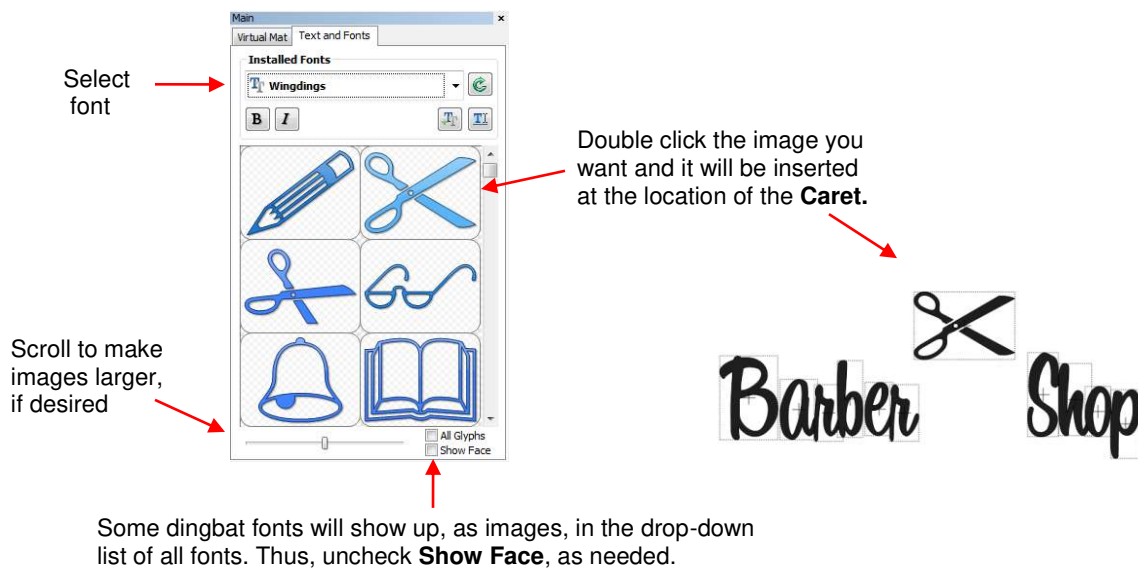 Main
Virtual Mat Text and Fonts
Installed Fonts
Select
font
Wingdings
B I
Double click the image you
want and it will be inserted
at the location of the Caret.
Scroll to make
images larger,
if desired
Barber Shop
All Glyphs
Show Face
Some dingbat fonts will show up, as images, in the drop-down
list of all fonts. Thus, uncheck Show Face, as needed.